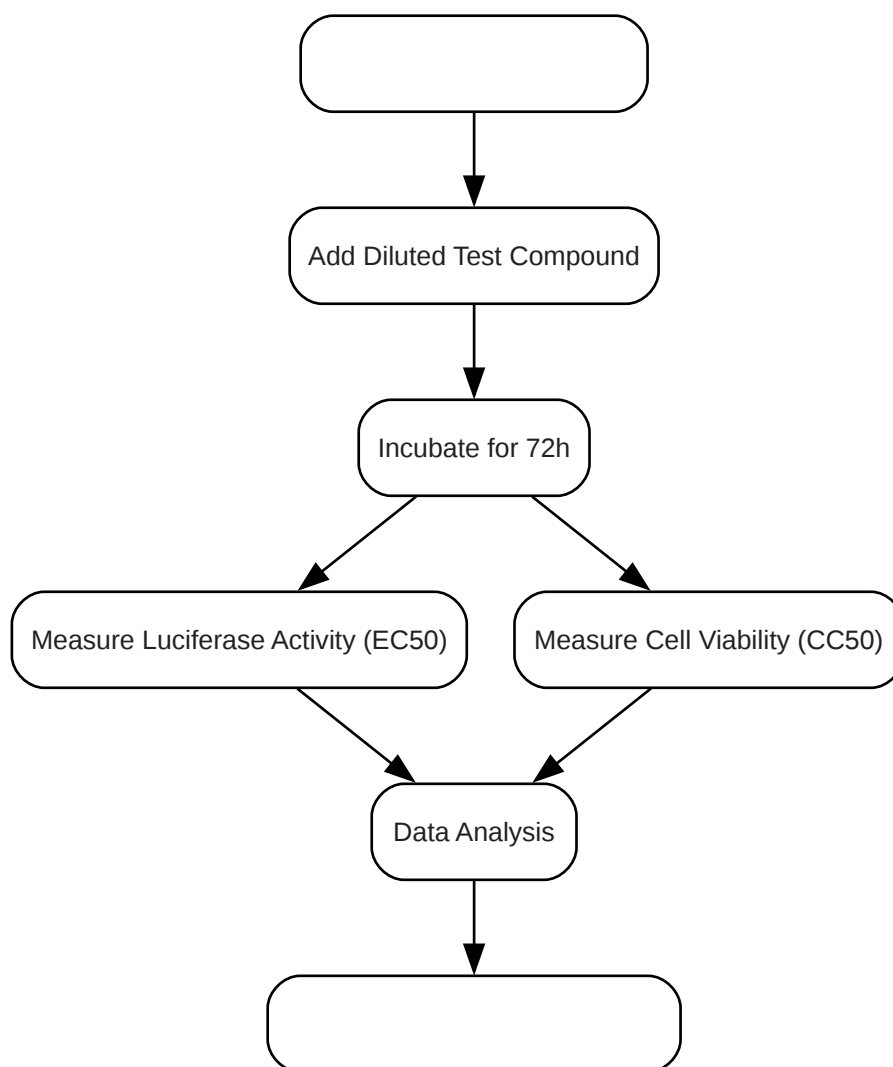 Add Diluted Test Compound
Incubate for 72h
Measure Luciferase Activity (EC50)
Measure Cell Viability (CC50)
Data Analysis